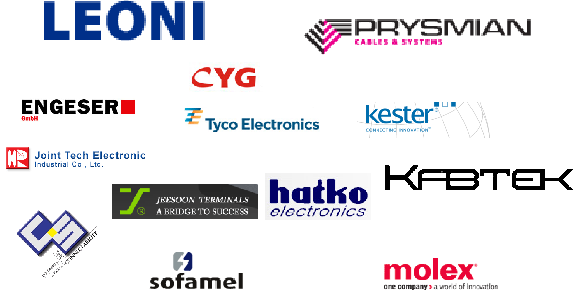 LEONI
PRYSMIAN
CABLES & SYSTEMS
CYG
ENGESER
GmbH
Tyco Electronics
kester
CONNECTING INNOVATION
Joint Tech Electronic
Industrial Co., Ltd.
JEESOON TERMINALS
A BRIDGE TO SUCCESS
hatko
electronics
KABTEK
sofamel
molex
one company > a world of innovation